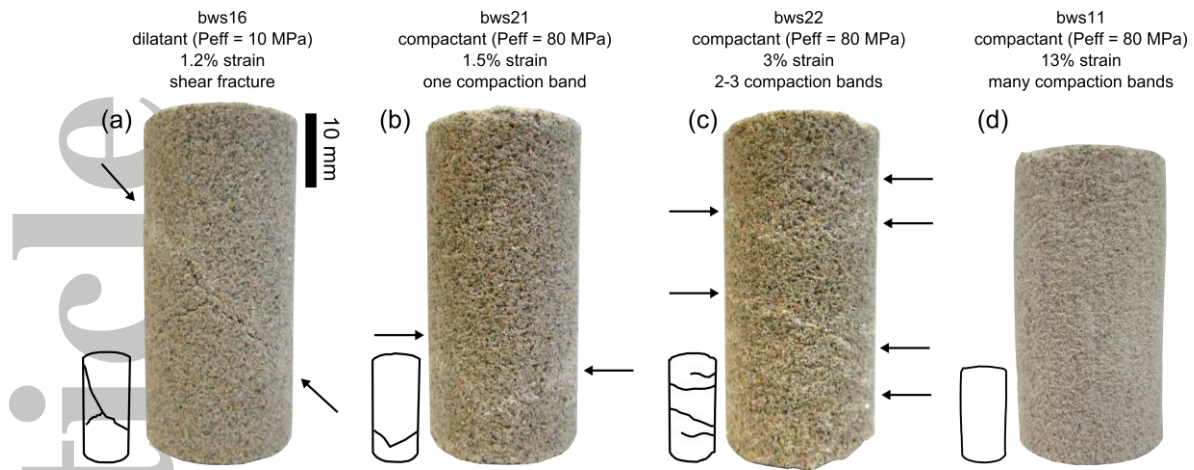 bws16
dilatant (Peff = 10 MPa)
1.2% strain
shear fracture
bws21
compactant (Peff = 80 MPa)
1.5% strain
one compaction band
bws22
compactant (Peff = 80 MPa)
3% strain
2-3 compaction bands
bws11
compactant (Peff = 80 MPa)
13% strain
many compaction bands
(a)
10 mm
(b)
(c)
(d)
ticle